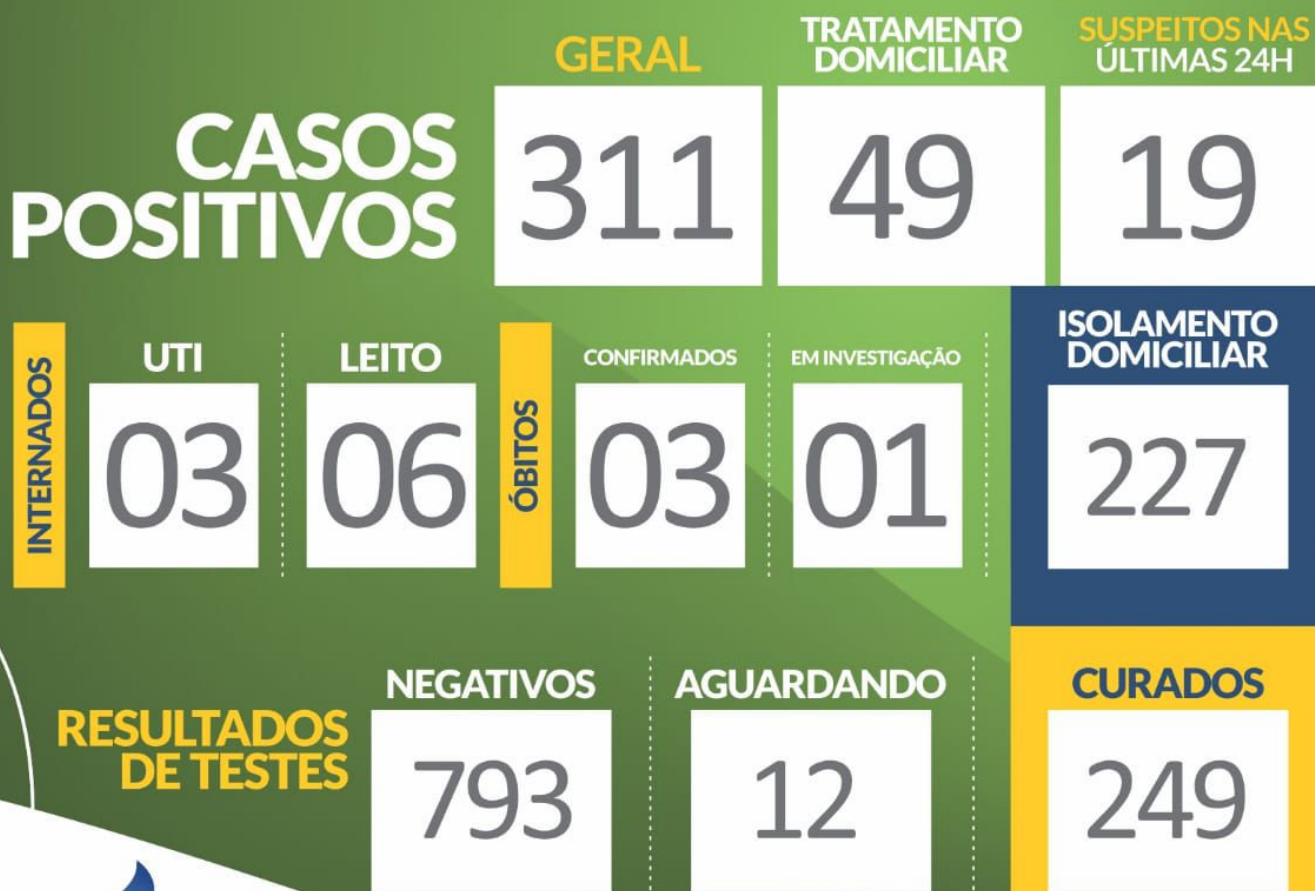 CASOS
POSITIVOS
GERAL
311
TRATAMENTO
DOMICILIAR
49
SUSPEITOS NAS
ÚLTIMAS 24H
19
INTERNADOS
UTI
03
LEITO
06
ÓBITOS
CONFIRMADOS
03
EM INVESTIGAÇÃO
01
ISOLAMENTO
DOMICILIAR
227
RESULTADOS
DE TESTES
NEGATIVOS
793
AGUARDANDO
12
CURADOS
249